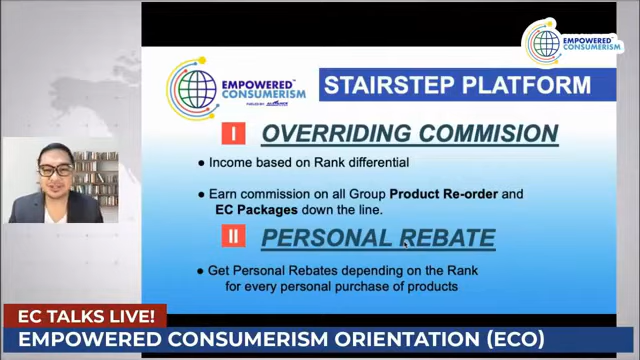 EMPOWERED
CONSUMERISM
EMPOWERED
CONSUMERISM
STAIRSTEP PLATFORM
I OVERRIDING COMMISION
● Income based on Rank differential
● Earn commission on all Group Product Re-order and
EC Packages down the line.
II PERSONAL REBATE
● Get Personal Rebates depending on the Rank
for every personal purchase of products
EC TALKS LIVE!
EMPOWERED CONSUMERISM ORIENTATION (ECO)